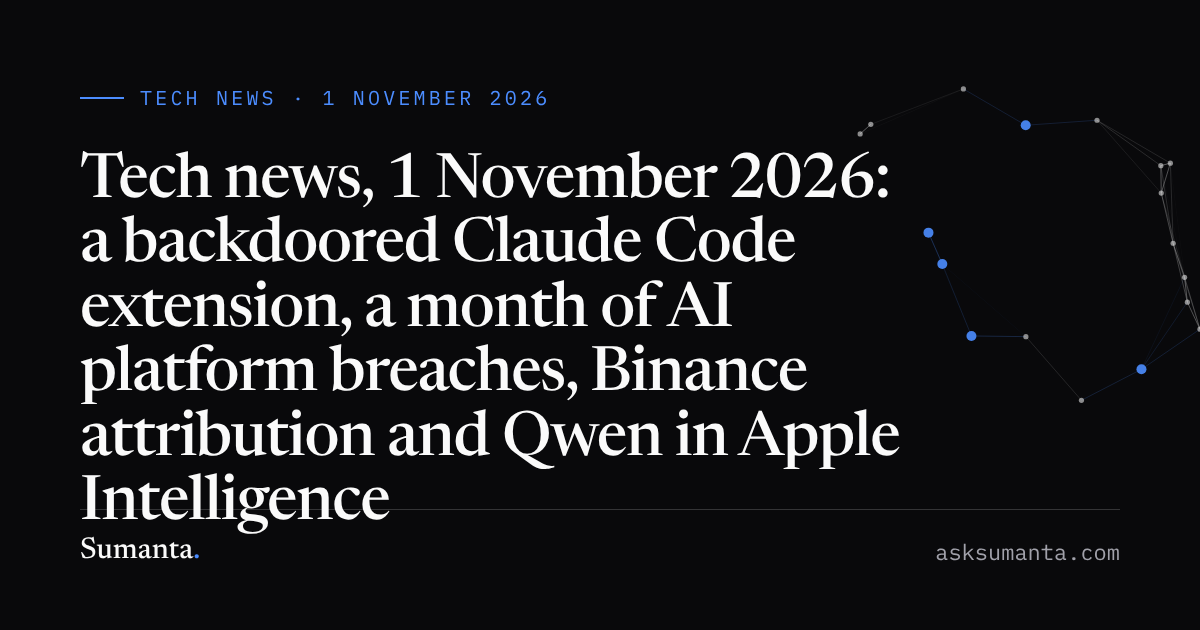 TECH NEWS · 1 NOVEMBER 2026
Tech news, 1 November 2026:
a backdoored Claude Code
extension, a month of AI
platform breaches, Binance
attribution and Qwen in Apple
Intelligence
Sumanta.
asksumanta.com